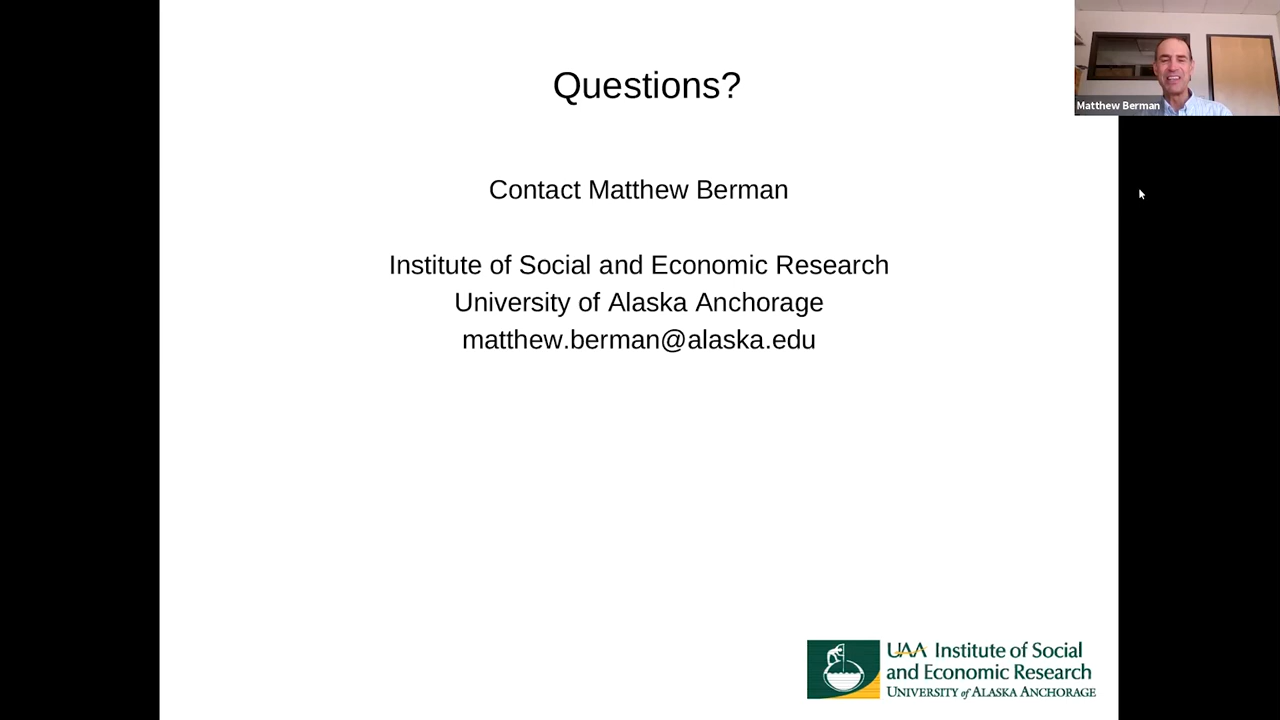 Questions?
Matthew Berman
Contact Matthew Berman
Institute of Social and Economic Research
University of Alaska Anchorage
matthew.berman@alaska.edu
UAA Institute of Social
and Economic Research
UNIVERSITY of ALASKA ANCHORAGE